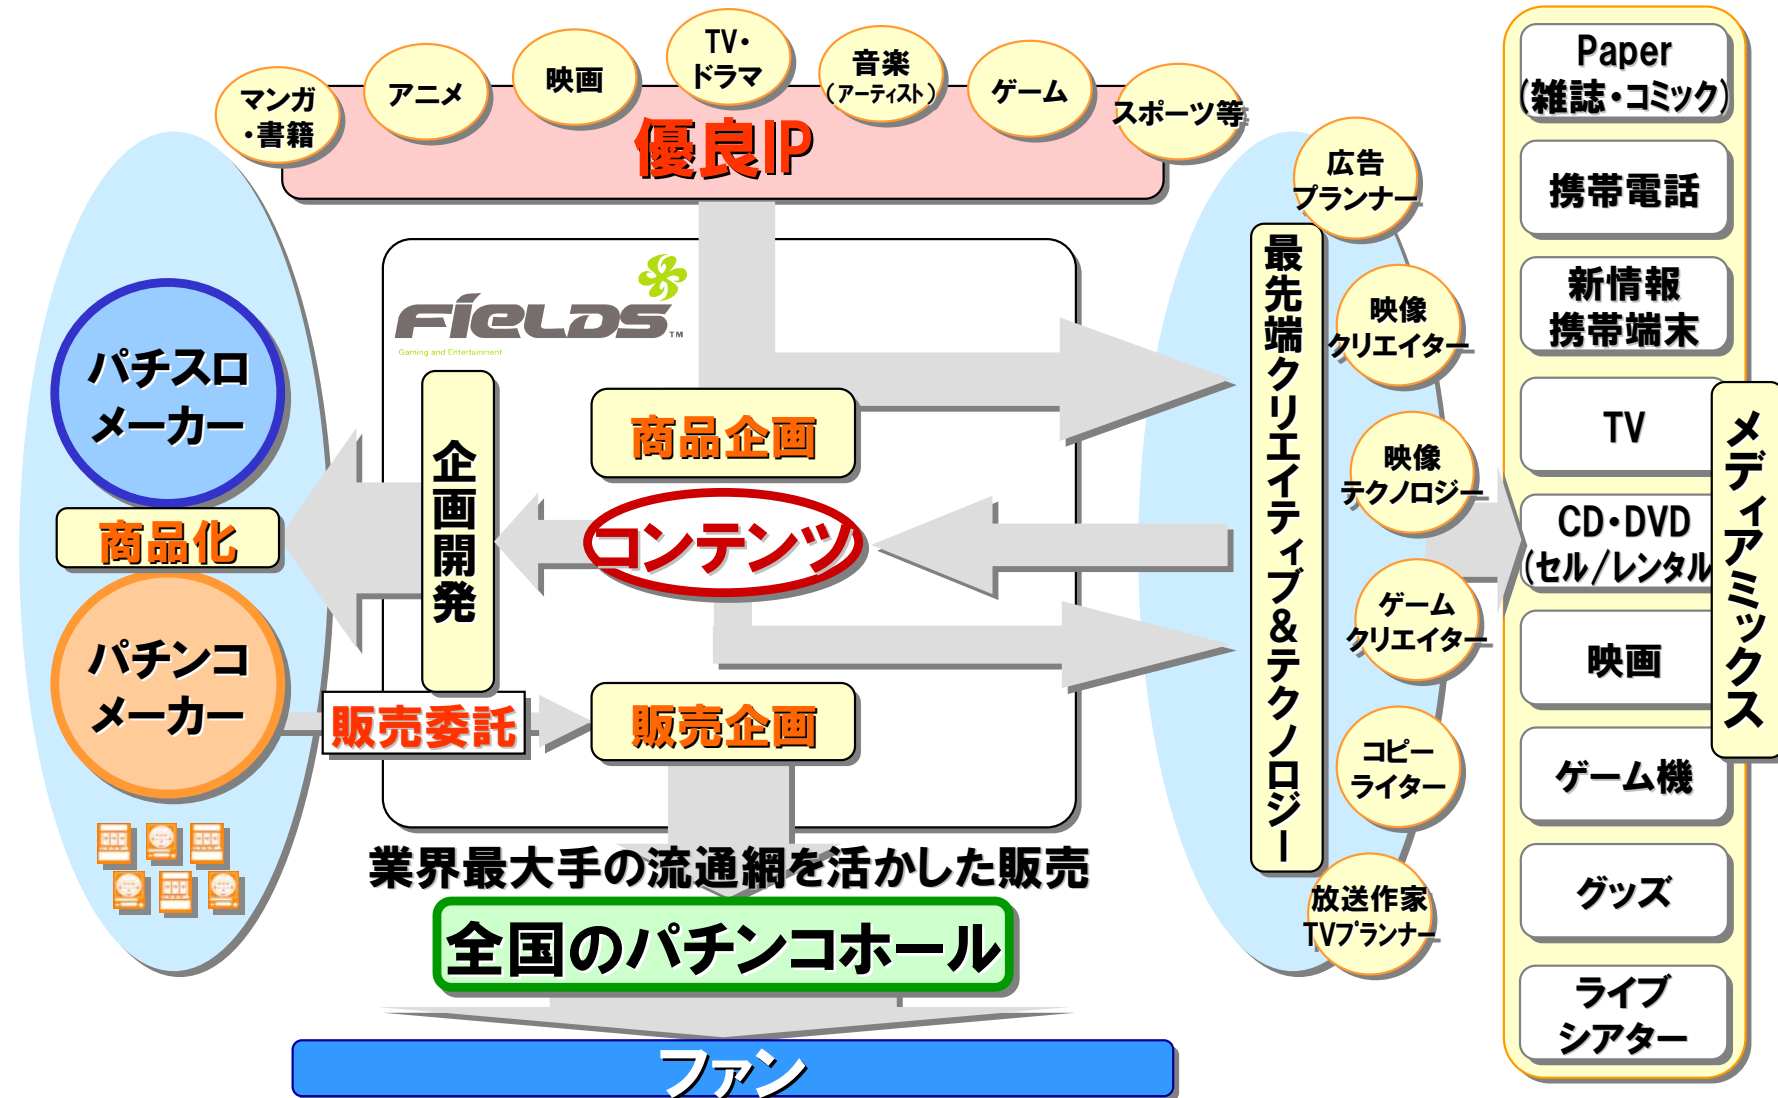 マンガ
・書籍
アニメ
映画
TV・
ドラマ
音楽
（アーティスト）
ゲーム
スポーツ等
優良IP
FIELDS
TM
Gaming and Entertainment
パチスロ
メーカー
商品化
パチンコ
メーカー
企画開発
商品企画
コンテンツ
販売委託
販売企画
業界最大手の流通網を活かした販売
全国のパチンコホール
ファン
最先端クリエイティブ&テクノロジー
広告
プランナー
映像
クリエイター
映像
テクノロジー
ゲーム
クリエイター
コピー
ライター
放送作家
TVプランナー
Paper
(雑誌・コミック)
携帯電話
新情報
携帯端末
TV
CD・DVD
(セル/レンタル
映画
ゲーム機
グッズ
ライブ
シアター
メディアミックス